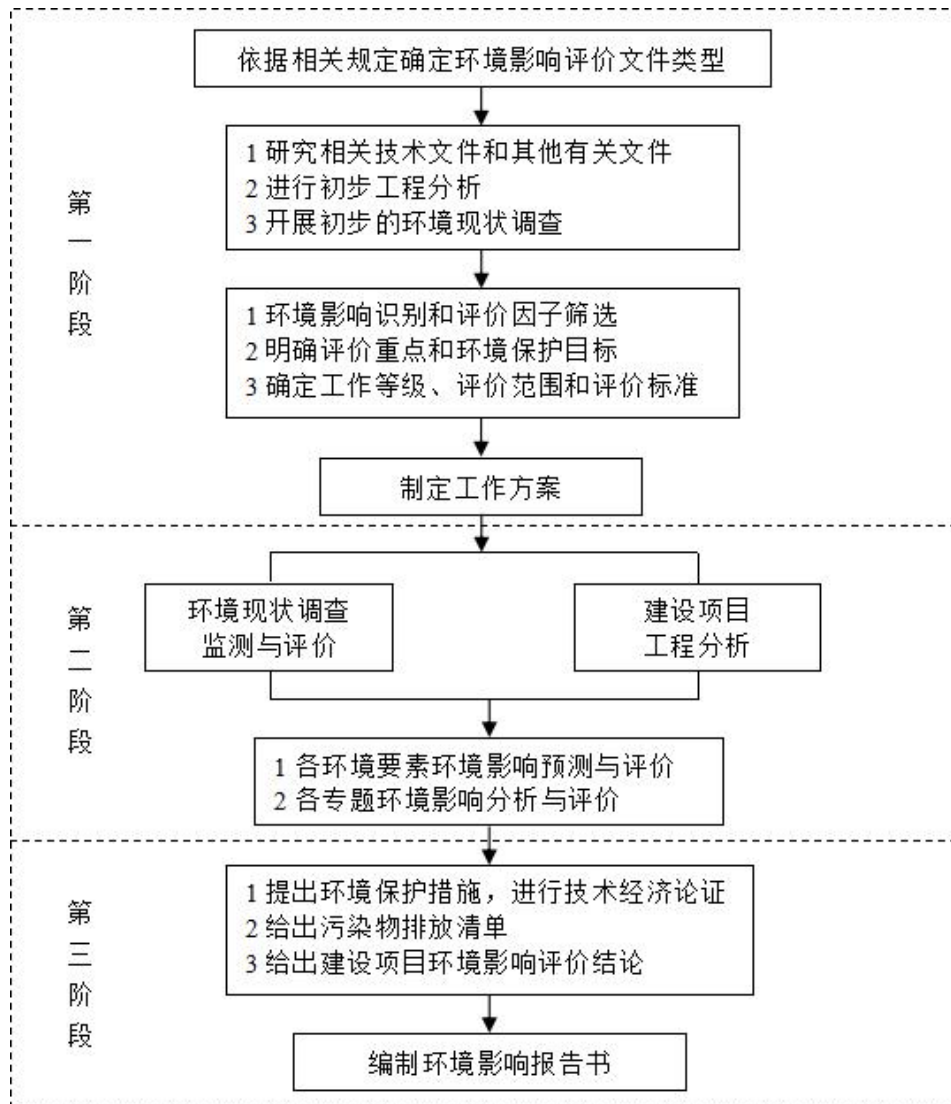 依据相关规定确定环境影响评价文件类型
第一阶段
1 研究相关技术文件和其他有关文件
2 进行初步工程分析
3 开展初步的环境现状调查
1 环境影响识别和评价因子筛选
2 明确评价重点和环境保护目标
3 确定工作等级、评价范围和评价标准
制定工作方案
第二阶段
环境现状调查
监测与评价
建设项目
工程分析
1 各环境要素环境影响预测与评价
2 各专题环境影响分析与评价
第三阶段
1 提出环境保护措施，进行技术经济论证
2 给出污染物排放清单
3 给出建设项目环境影响评价结论
编制环境影响报告书